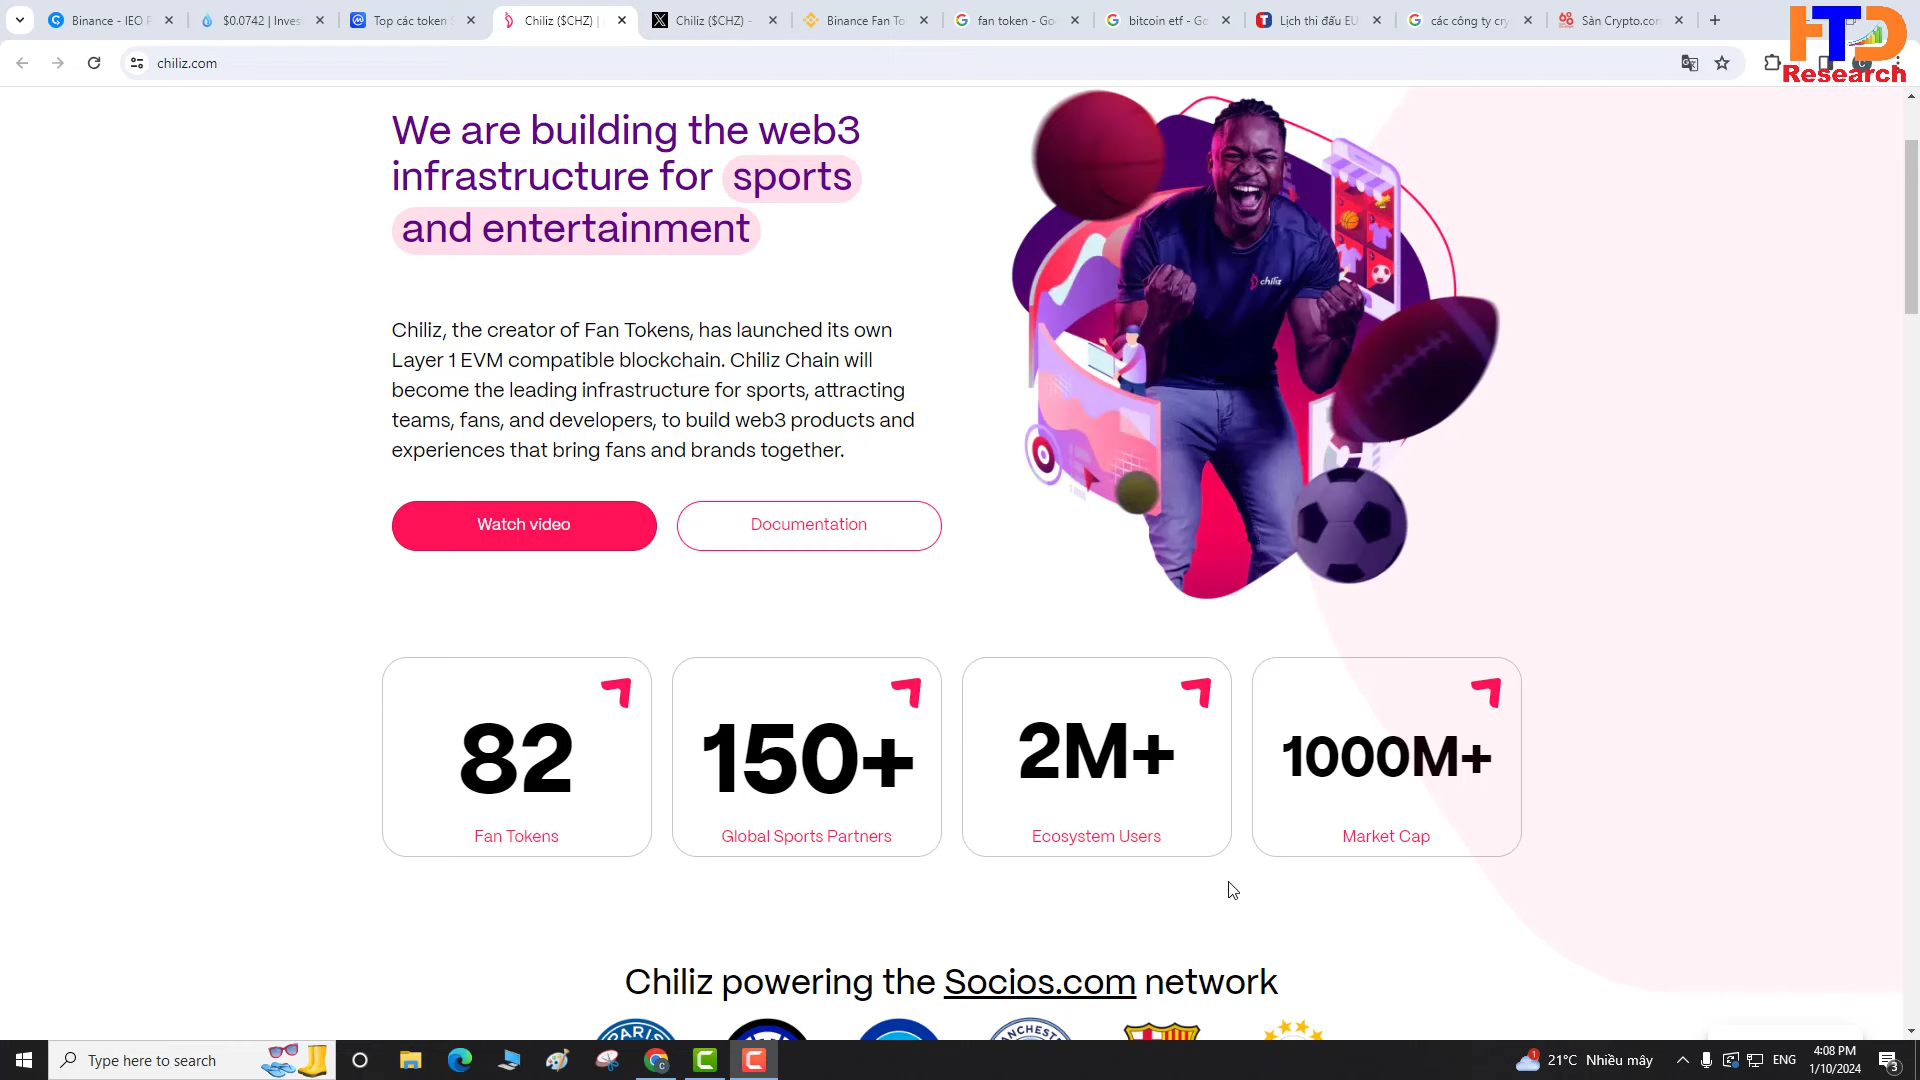 Binance - IEO P
$0.0742 | Inves
Top các token
Chiliz ($CHZ) |
Chiliz ($CHZ) -
Binance Fan To
fan token - Go
bitcoin etf - Go
Lịch thi đấu EU
các công ty cry
Sàn Crypto.com
HTD
Research
chiliz.com
We are building the web3
infrastructure for sports
and entertainment
chiliz
Chiliz, the creator of Fan Tokens, has launched its own
Layer 1 EVM compatible blockchain. Chiliz Chain will
become the leading infrastructure for sports, attracting
teams, fans, and developers, to build web3 products and
experiences that bring fans and brands together.
Watch video
Documentation
82
Fan Tokens
150+
Global Sports Partners
2M+
Ecosystem Users
1000M+
Market Cap
Chiliz powering the Socios.com network
PARIS
Type here to search
1
21°C Nhiều mây
ENG
4:08 PM
1/10/2024
3